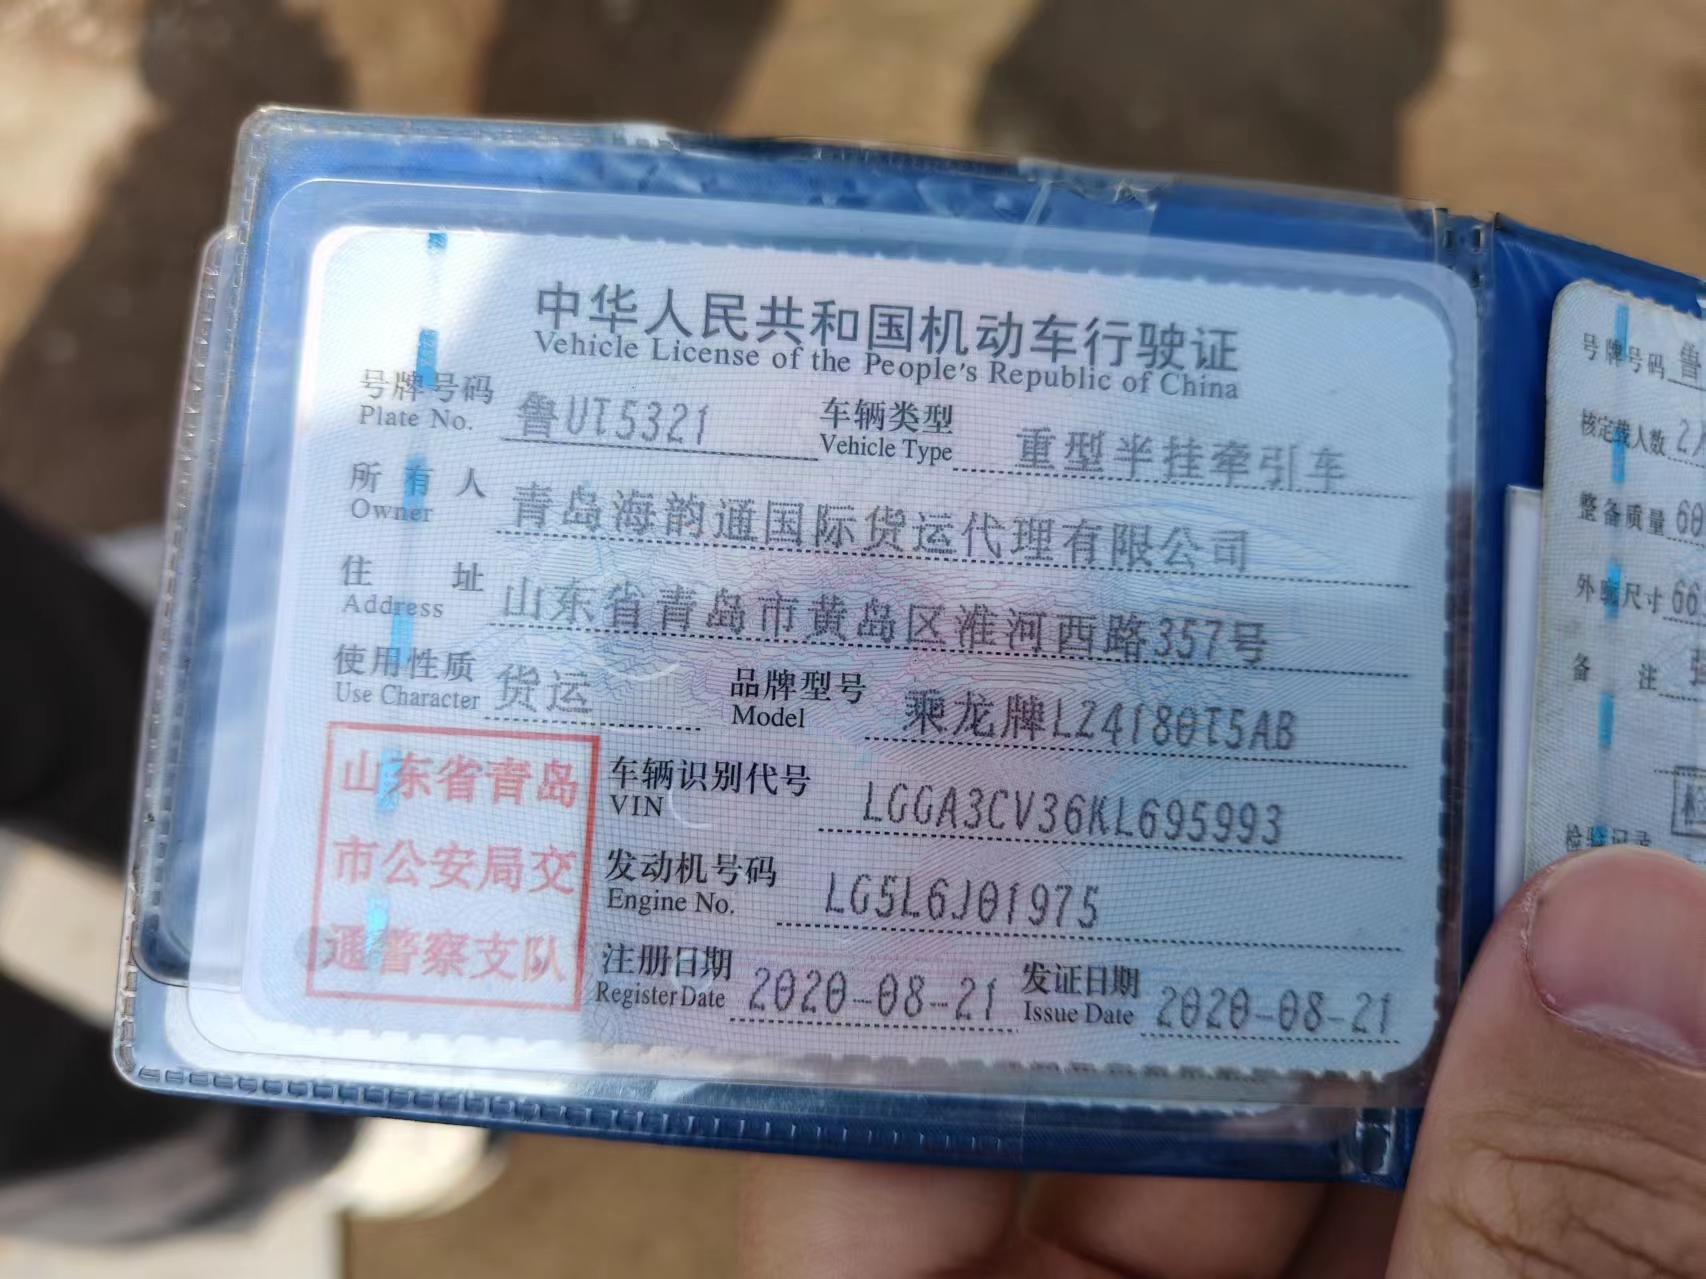 中华人民共和国机动车行驶证
Vehicle License of the People's Republic of China
号牌号码 鲁UT5321 车辆类型 重型半挂牵引车
Plate No. Vehicle Type
所有人 青岛海韵通国际货运代理有限公司
Owner
住址 山东省青岛市黄岛区淮河西路357号
Address
使用性质 货运 品牌型号 乘龙牌LZ4180T5AB
Use Character Model
山东省青岛
市公安局交
通警察支队
车辆识别代号 LGGA3CV36KL695993
VIN
发动机号码 LG5L6J01975
Engine No.
注册日期 2020-08-21 发证日期 2020-08-21
Register Date Issue Date
号牌号码 鲁
核定载人数 2
整备质量 66
外廓尺寸 66
备注
检验记录